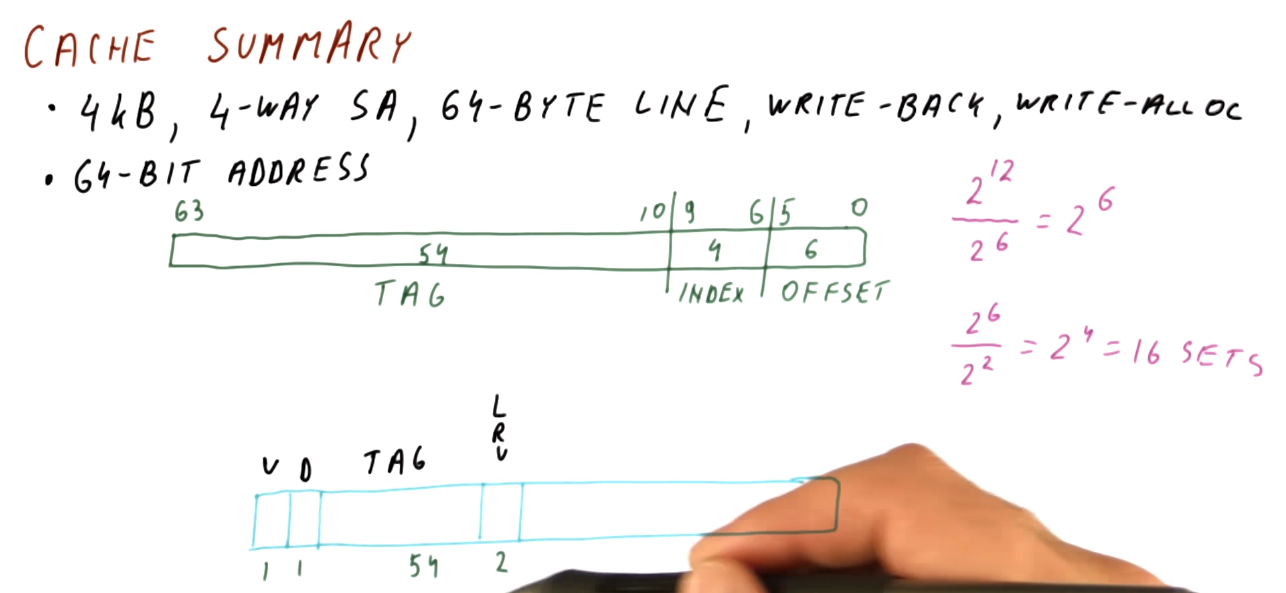 CACHE SUMMARY
• 4kB, 4-WAY SA, 64-BYTE LINE, WRITE-BACK, WRITE-ALLOC
• 64-BIT ADDRESS
63 10 9 6 5 0
54 4 6
TAG INDEX OFFSET
2^12 / 2^6 = 2^6
2^6 / 2^2 = 2^4 = 16 SETS
V D TAG LRU
1 1 54 2